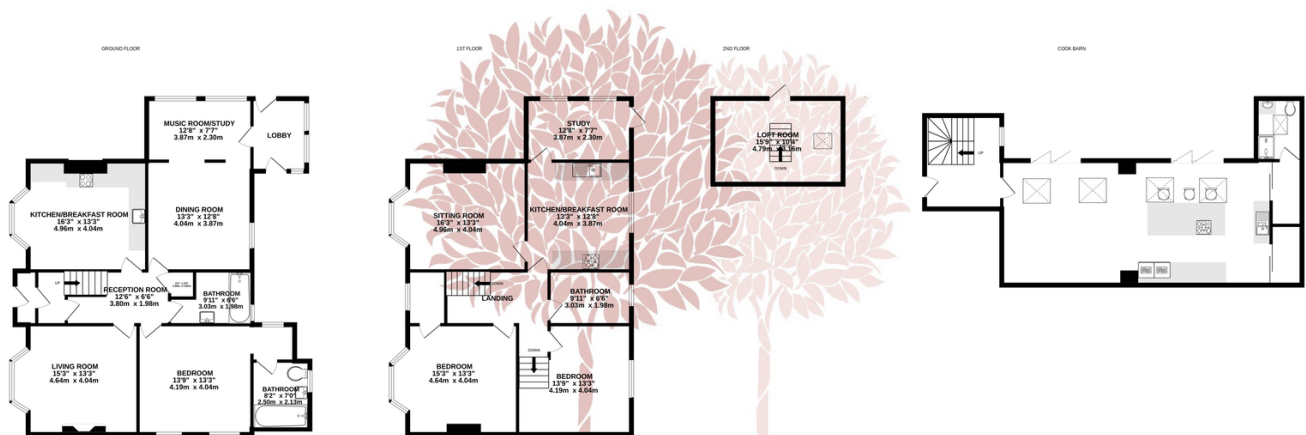 GROUND FLOOR
MUSIC ROOM/STUDY
12'8" x 7'7"
3.87m x 2.30m
LOBBY
KITCHEN/BREAKFAST ROOM
16'3" x 13'3"
4.96m x 4.04m
DINING ROOM
13'3" x 12'8"
4.04m x 3.87m
UP
RECEPTION ROOM
12'6" x 6'6"
3.80m x 1.98m
BATHROOM
9'11" x 6'6"
3.03m x 1.98m
LIVING ROOM
15'3" x 13'3"
4.64m x 4.04m
BEDROOM
13'9" x 13'3"
4.19m x 4.04m
BATHROOM
8'2" x 7'0"
2.50m x 2.13m
1ST FLOOR
STUDY
12'8" x 7'7"
3.87m x 2.30m
SITTING ROOM
16'3" x 13'3"
4.96m x 4.04m
KITCHEN/BREAKFAST ROOM
13'3" x 12'8"
4.04m x 3.87m
DOWN
LANDING
BATHROOM
9'11" x 6'6"
3.03m x 1.98m
DOWN
BEDROOM
15'3" x 13'3"
4.64m x 4.04m
BEDROOM
13'9" x 13'3"
4.19m x 4.04m
2ND FLOOR
LOFT ROOM
15'9" x 10'4"
4.79m x 3.16m
DOWN
COOK BARN
UP